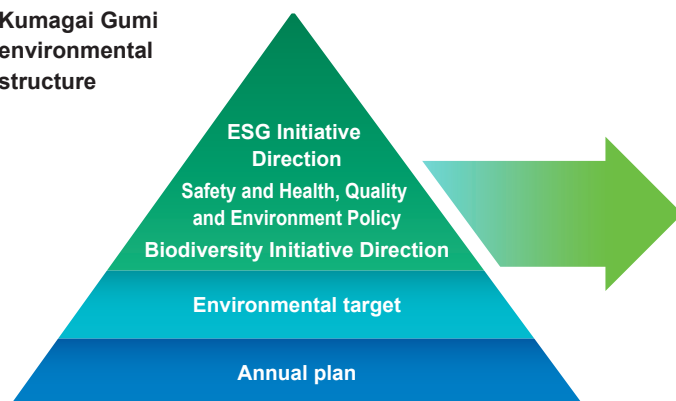 Kumagai Gumi
environmental
structure
ESG Initiative
Direction
Safety and Health, Quality
and Environment Policy
Biodiversity Initiative Direction
Environmental target
Annual plan